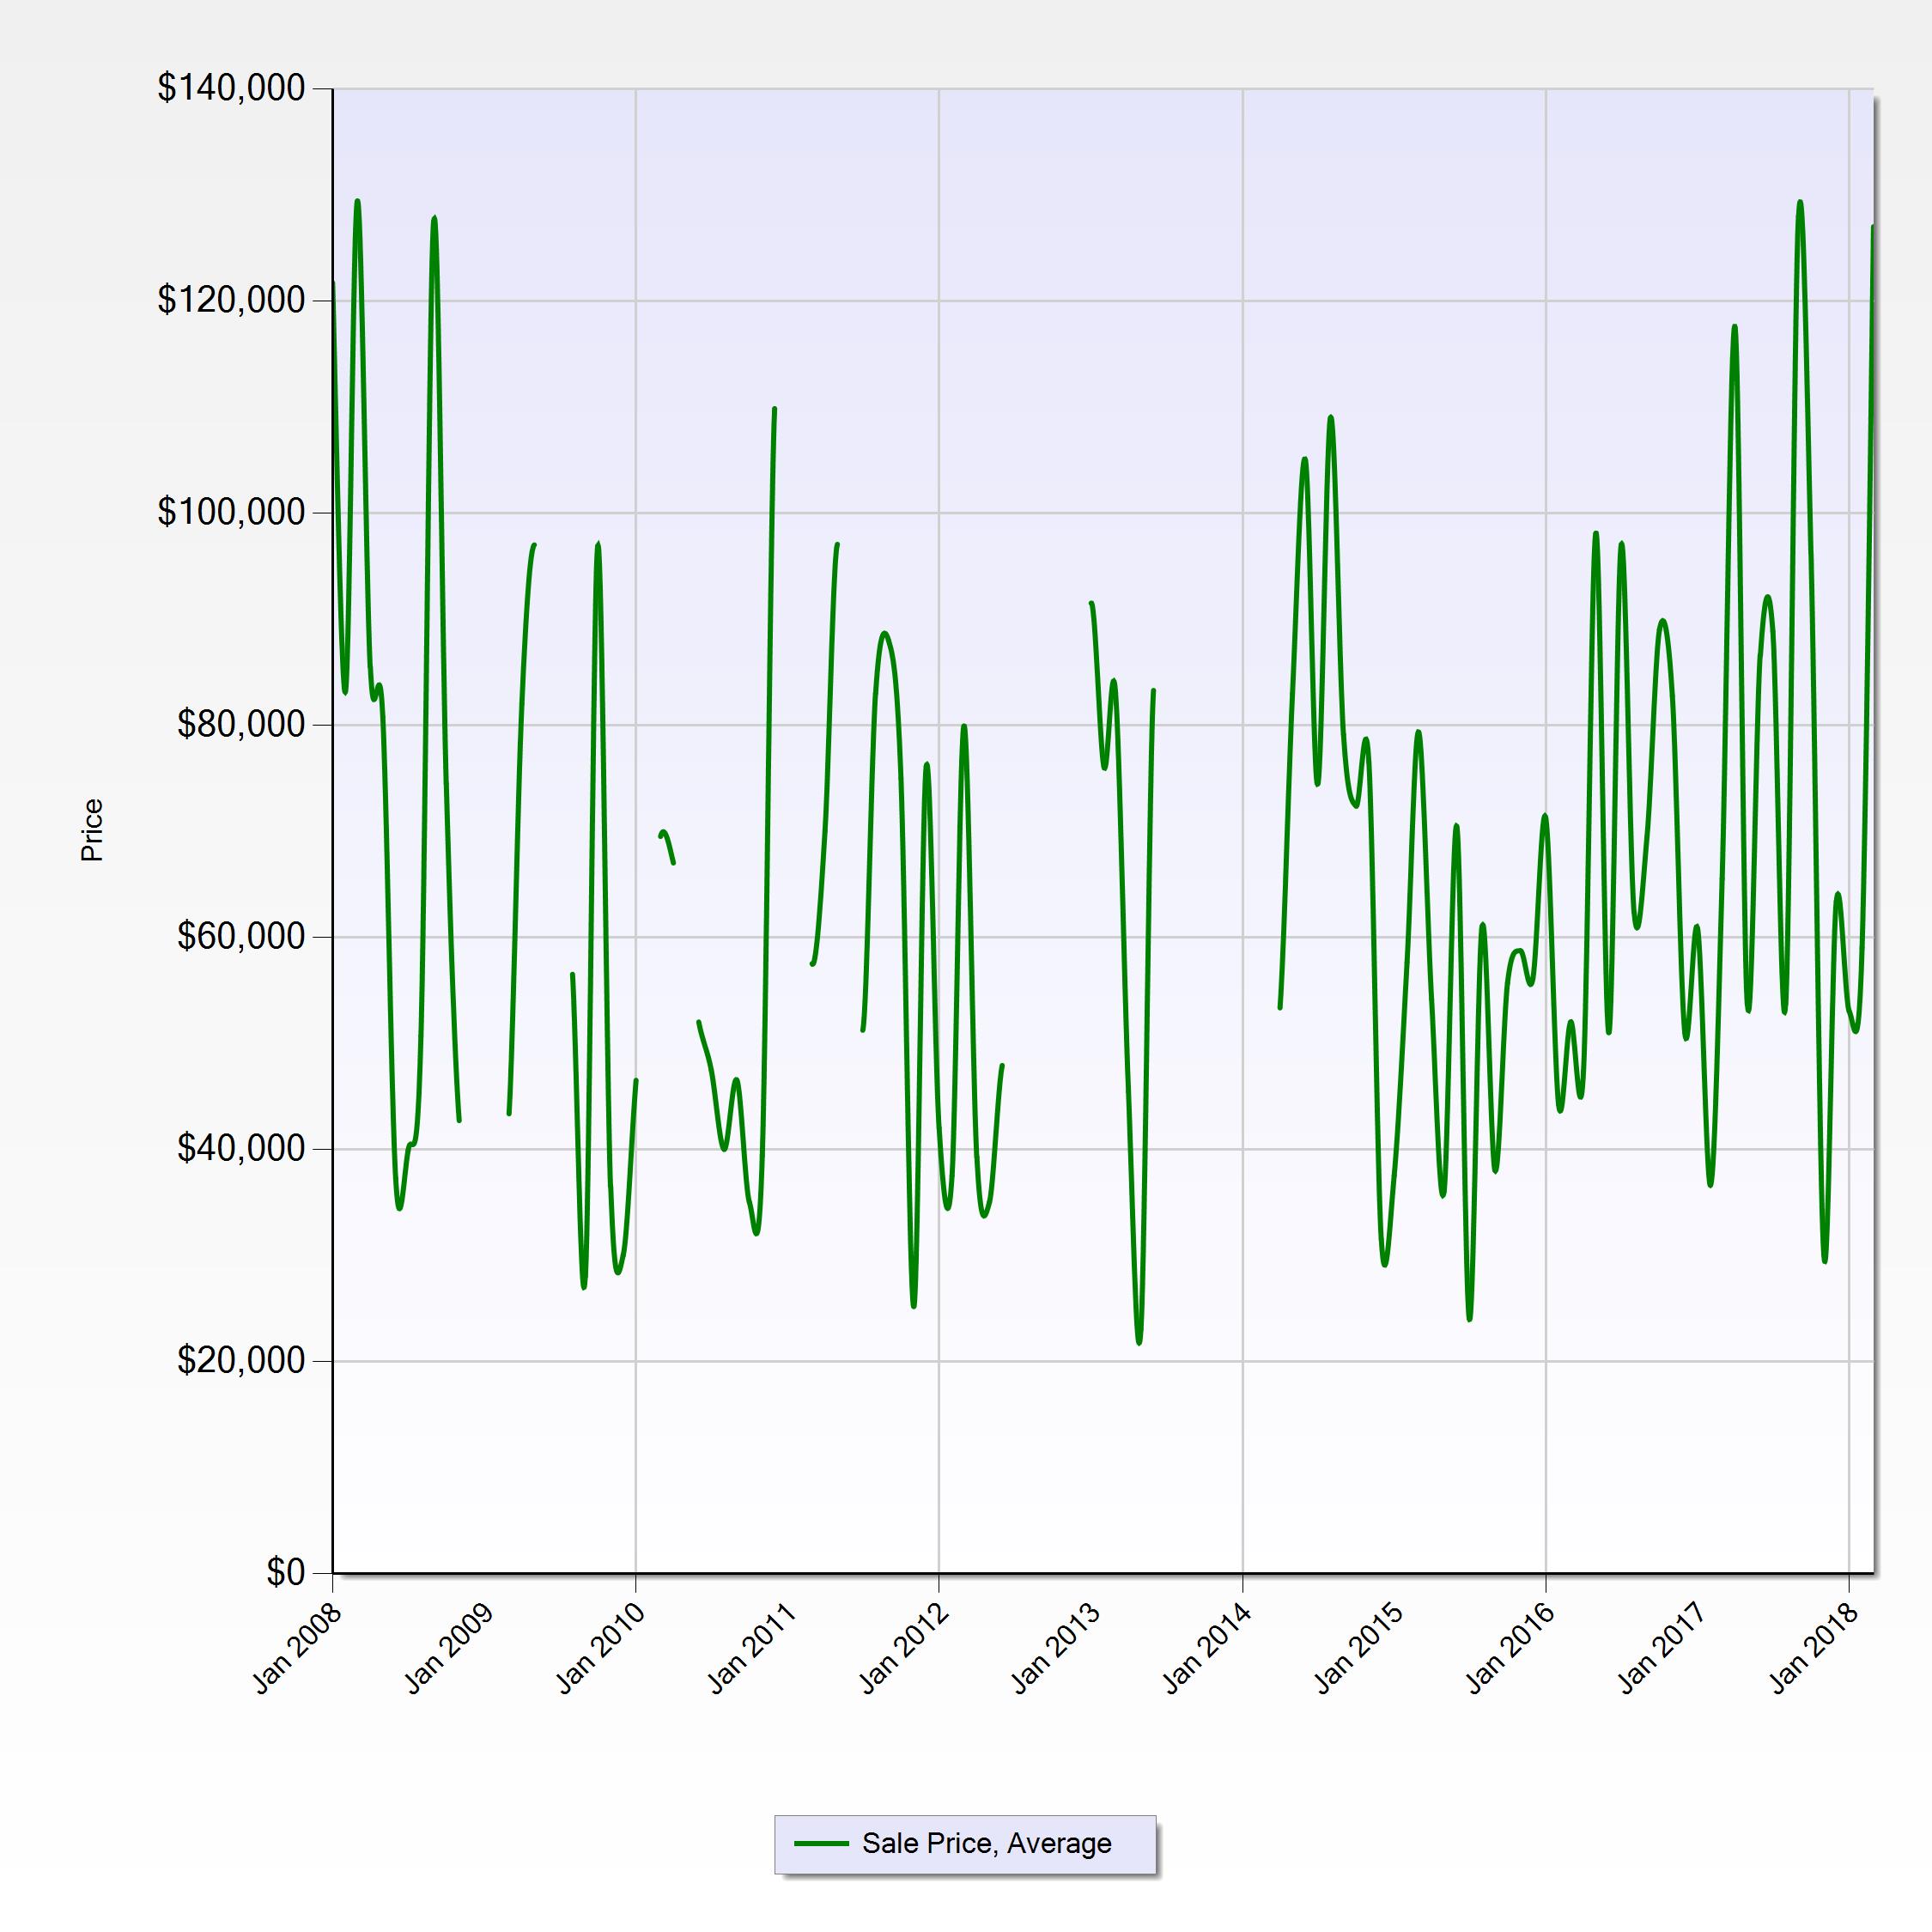 $140,000
$120,000
$100,000
$80,000
$60,000
$40,000
$20,000
$0
Price
Jan 2008
Jan 2009
Jan 2010
Jan 2011
Jan 2012
Jan 2013
Jan 2014
Jan 2015
Jan 2016
Jan 2017
Jan 2018
Sale Price, Average